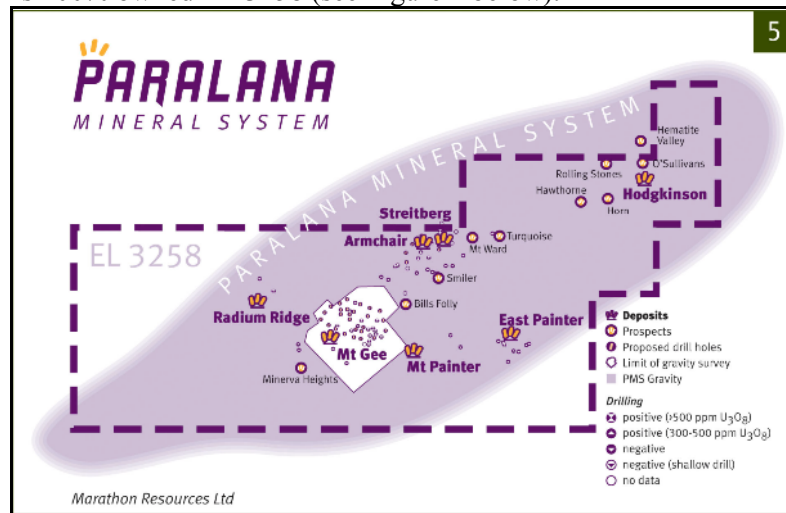 5
PARALANA
MINERAL SYSTEM
PARALANA MINERAL SYSTEM
Hematite
Valley
O'Sullivans
Rolling Stones
Hodgkinson
Hawthorne
Horn
Streitberg
Armchair
Turquoise
Mt Ward
EL 3258
Smiler
Bills Folly
Radium Ridge
East Painter
Mt Gee
Mt Painter
Minerva Heights
Deposits
Prospects
Proposed drill holes
Limit of gravity survey
PMS Gravity
Drilling
positive (>500 ppm U3O8)
positive (300-500 ppm U3O8)
negative
negative (shallow drill)
no data
Marathon Resources Ltd